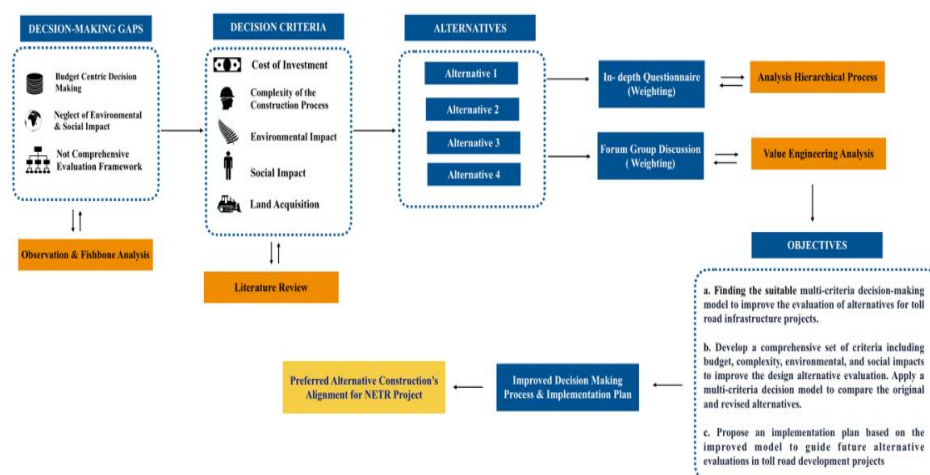 DECSION-MAKING GAPS
Budget Centric Decision
Making
Neglect of Environmental
& Social Impact
Not Comprehensive
Evaluation Framework
Observation & Fishbone Analysis
DECISION CRITERIA
Cost of Investment
Complexity of the
Construction Process
Environmental Impact
Social Impact
Land Acquisition
Literature Review
ALTERNATIVES
Alternative 1
Alternative 2
Alternative 3
Alternative 4
In- depth Questionnaire
(Weighting)
Analysis Hierarchical Process
Forum Group Discussion
( Weighting)
Value Engineering Analysis
OBJECTIVES
a. Finding the suitable multi-criteria decision-making
model to improve the evaluation of alternatives for toll
road infrastructure projects.
b. Develop a comprehensive set of criteria including
budget, complexity, environmental, and social impacts
to improve the design alternative evaluation. Apply a
multi-criteria decision model to compare the original
and revised alternatives.
c. Propose an implementation plan based on the
improved model to guide future alternative
evaluations in toll road development projects
Improved Decision Making
Process & Implementation Plan
Preferred Alternative Construction's
Alignment for NETR Project